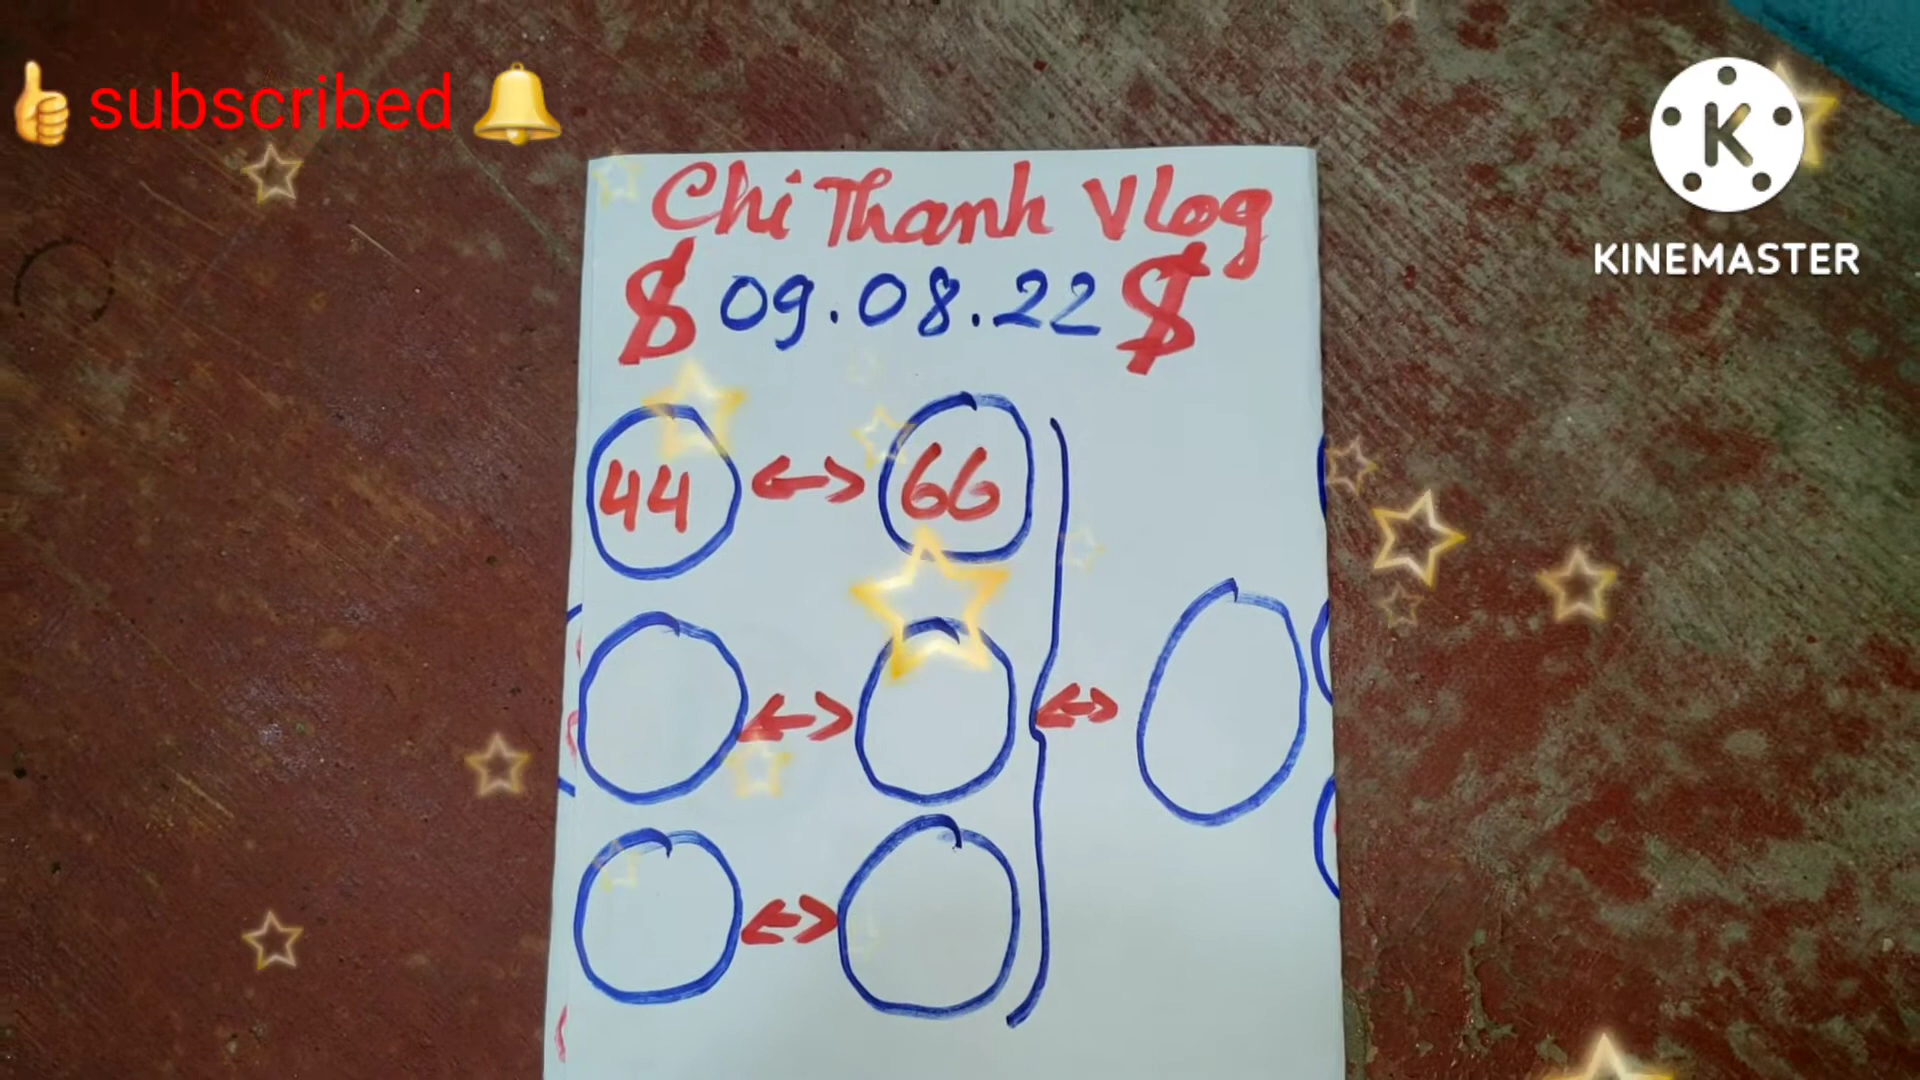 👍 subscribed 🔔
K
KINEMASTER
Chi Thanh Vlog
$ 09.08.22 $
44 <-> 66
<->
<->
<->